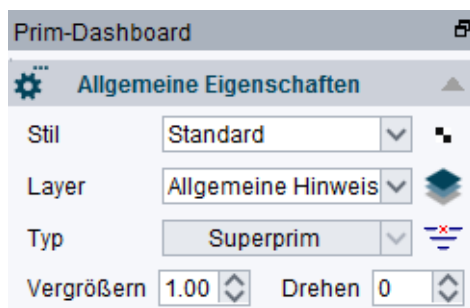 Prim-Dashboard
Allgemeine Eigenschaften
Stil Standard
Layer Allgemeine Hinweis
Typ Superprim
Vergrößern 1.00 Drehen 0